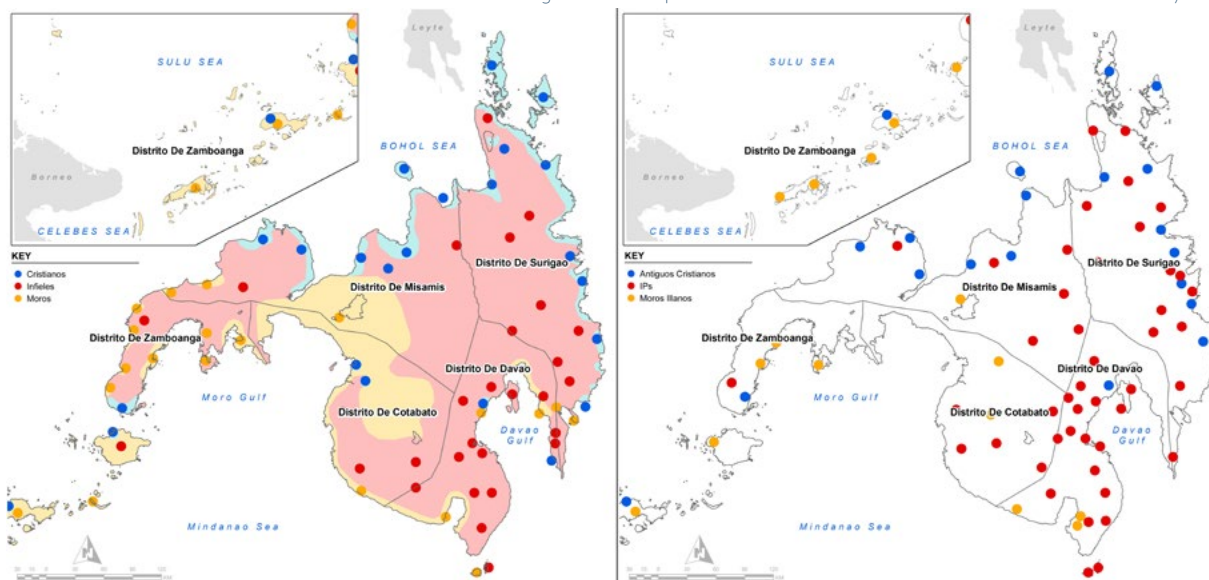 Leyte
SULU SEA
Distrito De Zamboanga
BOHOL SEA
Borneo
CELEBES SEA
KEY
Cristianos
Infieles
Moros
Distrito De Surigao
Distrito De Misamis
Distrito De Zamboanga
Distrito De Davao
Moro Gulf
Distrito De Cotabato
Davao
Gulf
Mindanao Sea
N
Leyte
SULU SEA
Distrito De Zamboanga
BOHOL SEA
Borneo
CELEBES SEA
KEY
Antiguos Cristianos
IPs
Moros Illanos
Distrito De Surigao
Distrito De Misamis
Distrito De Zamboanga
Distrito De Davao
Moro Gulf
Distrito De Cotabato
Davao
Gulf
Mindanao Sea
N